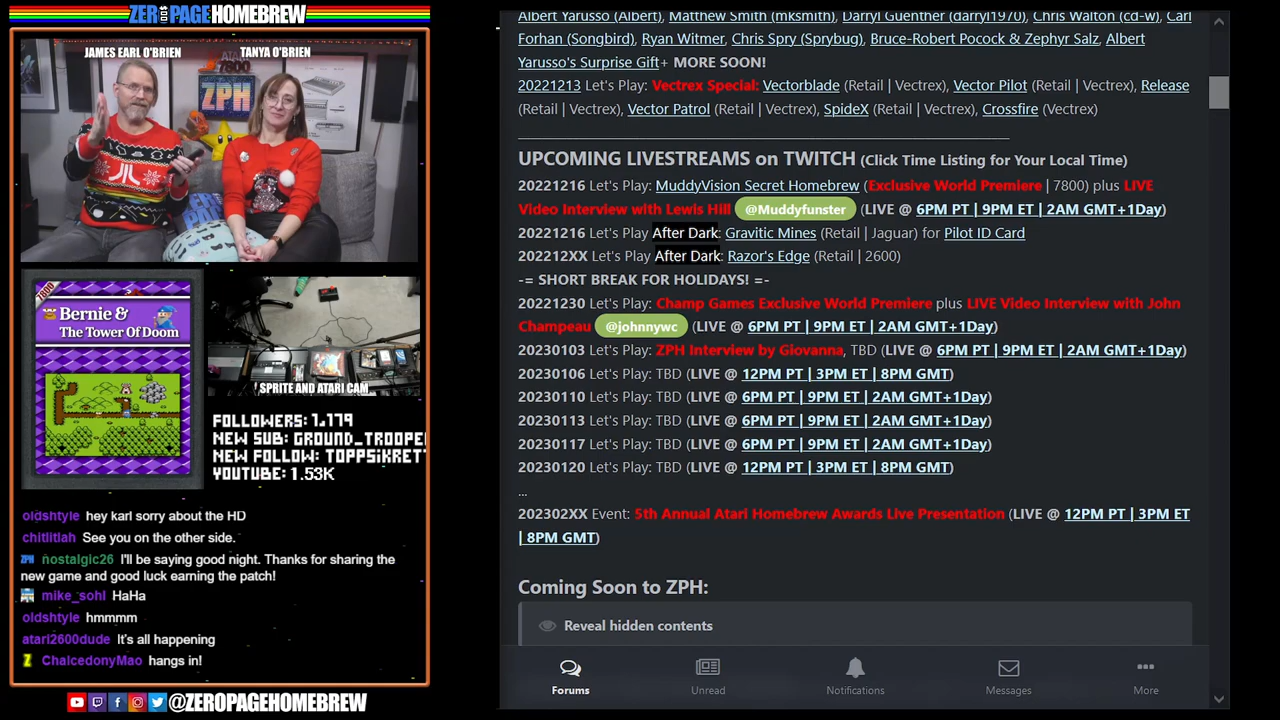 ZERO PAGE HOMEBREW
JAMES EARL O'BRIEN
TANYA O'BRIEN
ATARI
7800
ZPH
7800
Bernie &
The Tower Of Doom
SPRITE AND ATARI CAM
FOLLOWERS: 1,179
NEW SUB: GROUND_TROOPE
NEW FOLLOW: TOPPSIKRET
YOUTUBE: 1.53K
oldshtyle hey karl sorry about the HD
chitlitlah See you on the other side.
ZPH nostalgic26 I'll be saying good night. Thanks for sharing the
new game and good luck earning the patch!
mike_sohl HaHa
oldshtyle hmmmm
atari2600dude It's all happening
Z ChalcedonyMao hangs in!
@ZEROPAGEHOMEBREW
Albert Yarusso (Albert), Matthew Smith (mksmith), Darryl Guenther (darryl1970), Chris Walton (cd-w), Carl
Forhan (Songbird), Ryan Witmer, Chris Spry (Sprybug), Bruce-Robert Pocock & Zephyr Salz, Albert
Yarusso's Surprise Gift+ MORE SOON!
20221213 Let's Play: Vectrex Special: Vectorblade (Retail | Vectrex), Vector Pilot (Retail | Vectrex), Release
(Retail | Vectrex), Vector Patrol (Retail | Vectrex), SpideX (Retail | Vectrex), Crossfire (Vectrex)
UPCOMING LIVESTREAMS on TWITCH (Click Time Listing for Your Local Time)
20221216 Let's Play: MuddyVision Secret Homebrew (Exclusive World Premiere | 7800) plus LIVE
Video Interview with Lewis Hill @Muddyfunster (LIVE @ 6PM PT | 9PM ET | 2AM GMT+1Day)
20221216 Let's Play After Dark: Gravitic Mines (Retail | Jaguar) for Pilot ID Card
202212XX Let's Play After Dark: Razor's Edge (Retail | 2600)
-= SHORT BREAK FOR HOLIDAYS! =-
20221230 Let's Play: Champ Games Exclusive World Premiere plus LIVE Video Interview with John
Champeau @johnnywc (LIVE @ 6PM PT | 9PM ET | 2AM GMT+1Day)
20230103 Let's Play: ZPH Interview by Giovanna, TBD (LIVE @ 6PM PT | 9PM ET | 2AM GMT+1Day)
20230106 Let's Play: TBD (LIVE @ 12PM PT | 3PM ET | 8PM GMT)
20230110 Let's Play: TBD (LIVE @ 6PM PT | 9PM ET | 2AM GMT+1Day)
20230113 Let's Play: TBD (LIVE @ 6PM PT | 9PM ET | 2AM GMT+1Day)
20230117 Let's Play: TBD (LIVE @ 6PM PT | 9PM ET | 2AM GMT+1Day)
20230120 Let's Play: TBD (LIVE @ 12PM PT | 3PM ET | 8PM GMT)
...
202302XX Event: 5th Annual Atari Homebrew Awards Live Presentation (LIVE @ 12PM PT | 3PM ET
| 8PM GMT)
Coming Soon to ZPH:
Reveal hidden contents
Forums
Unread
Notifications
Messages
More